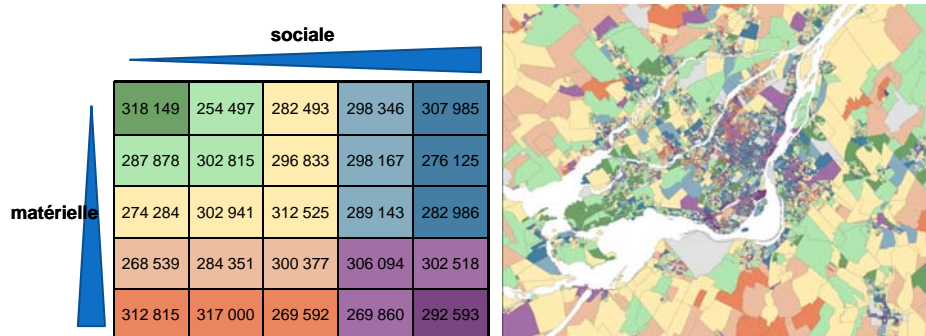 sociale
318 149 254 497 282 493 298 346 307 985
287 878 302 815 296 833 298 167 276 125
matérielle
274 284 302 941 312 525 289 143 282 986
268 539 284 351 300 377 306 094 302 518
312 815 317 000 269 592 269 860 292 593